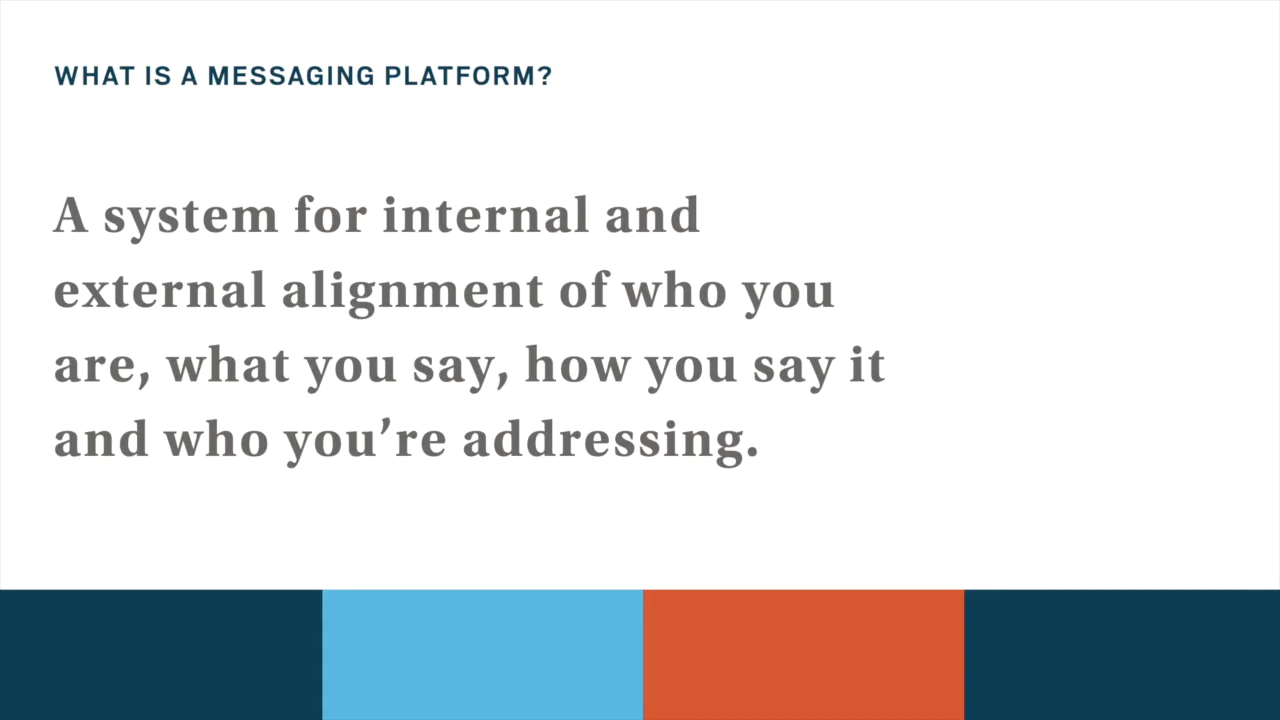 WHAT IS A MESSAGING PLATFORM?
A system for internal and
external alignment of who you
are, what you say, how you say it
and who you’re addressing.